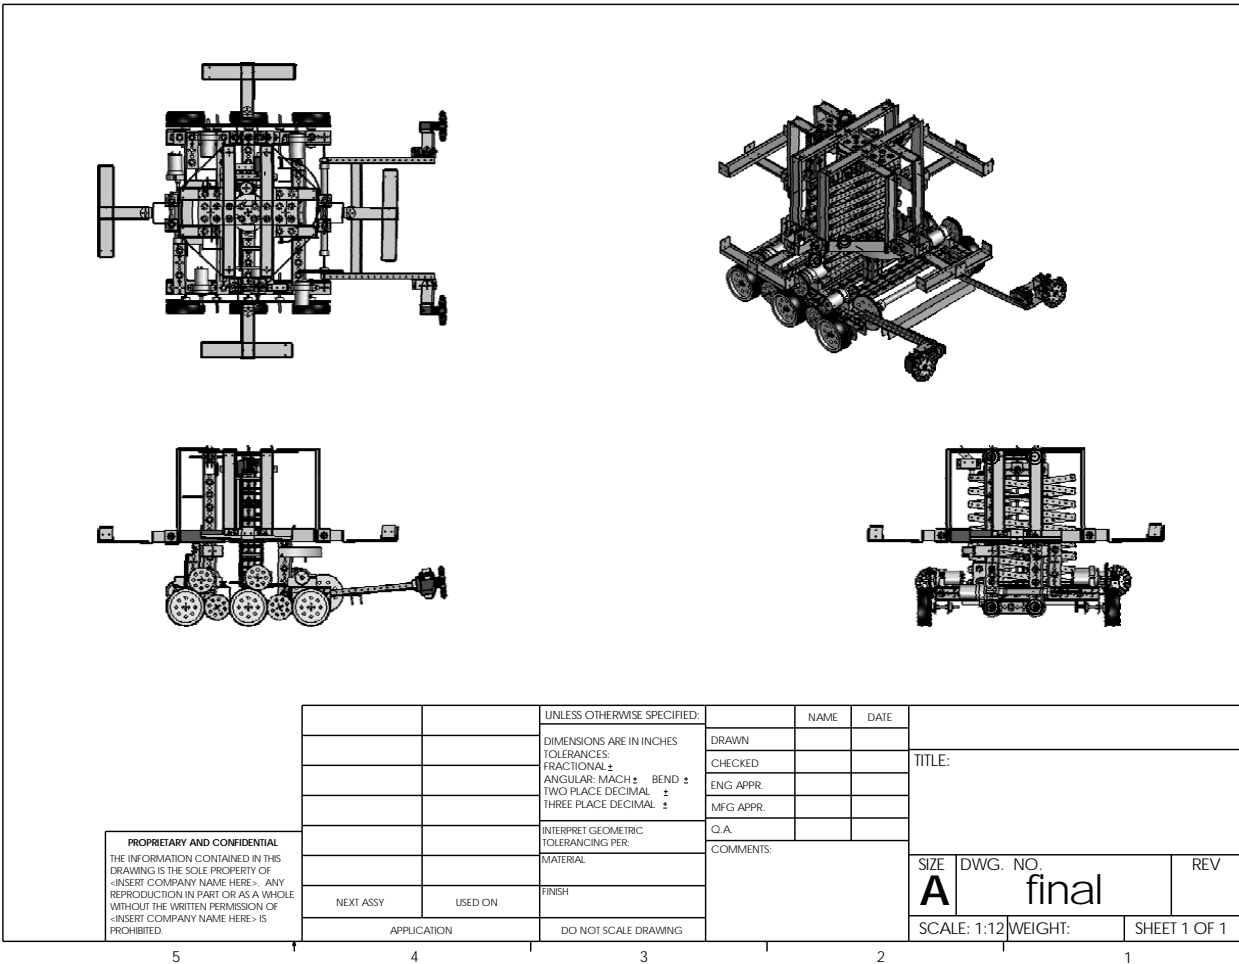 UNLESS OTHERWISE SPECIFIED:
DIMENSIONS ARE IN INCHES
TOLERANCES:
FRACTIONAL ±
ANGULAR: MACH ± BEND ±
TWO PLACE DECIMAL ±
THREE PLACE DECIMAL ±
INTERPRET GEOMETRIC
TOLERANCING PER:
MATERIAL
FINISH
DO NOT SCALE DRAWING
NAME DATE
DRAWN
CHECKED
ENG APPR.
MFG APPR.
Q.A.
COMMENTS:
TITLE:
SIZE
A
DWG. NO.
final
REV
SCALE: 1:12 WEIGHT: SHEET 1 OF 1
PROPRIETARY AND CONFIDENTIAL
THE INFORMATION CONTAINED IN THIS
DRAWING IS THE SOLE PROPERTY OF
<INSERT COMPANY NAME HERE>. ANY
REPRODUCTION IN PART OR AS A WHOLE
WITHOUT THE WRITTEN PERMISSION OF
<INSERT COMPANY NAME HERE> IS
PROHIBITED.
NEXT ASSY USED ON
APPLICATION
5 4 3 2 1